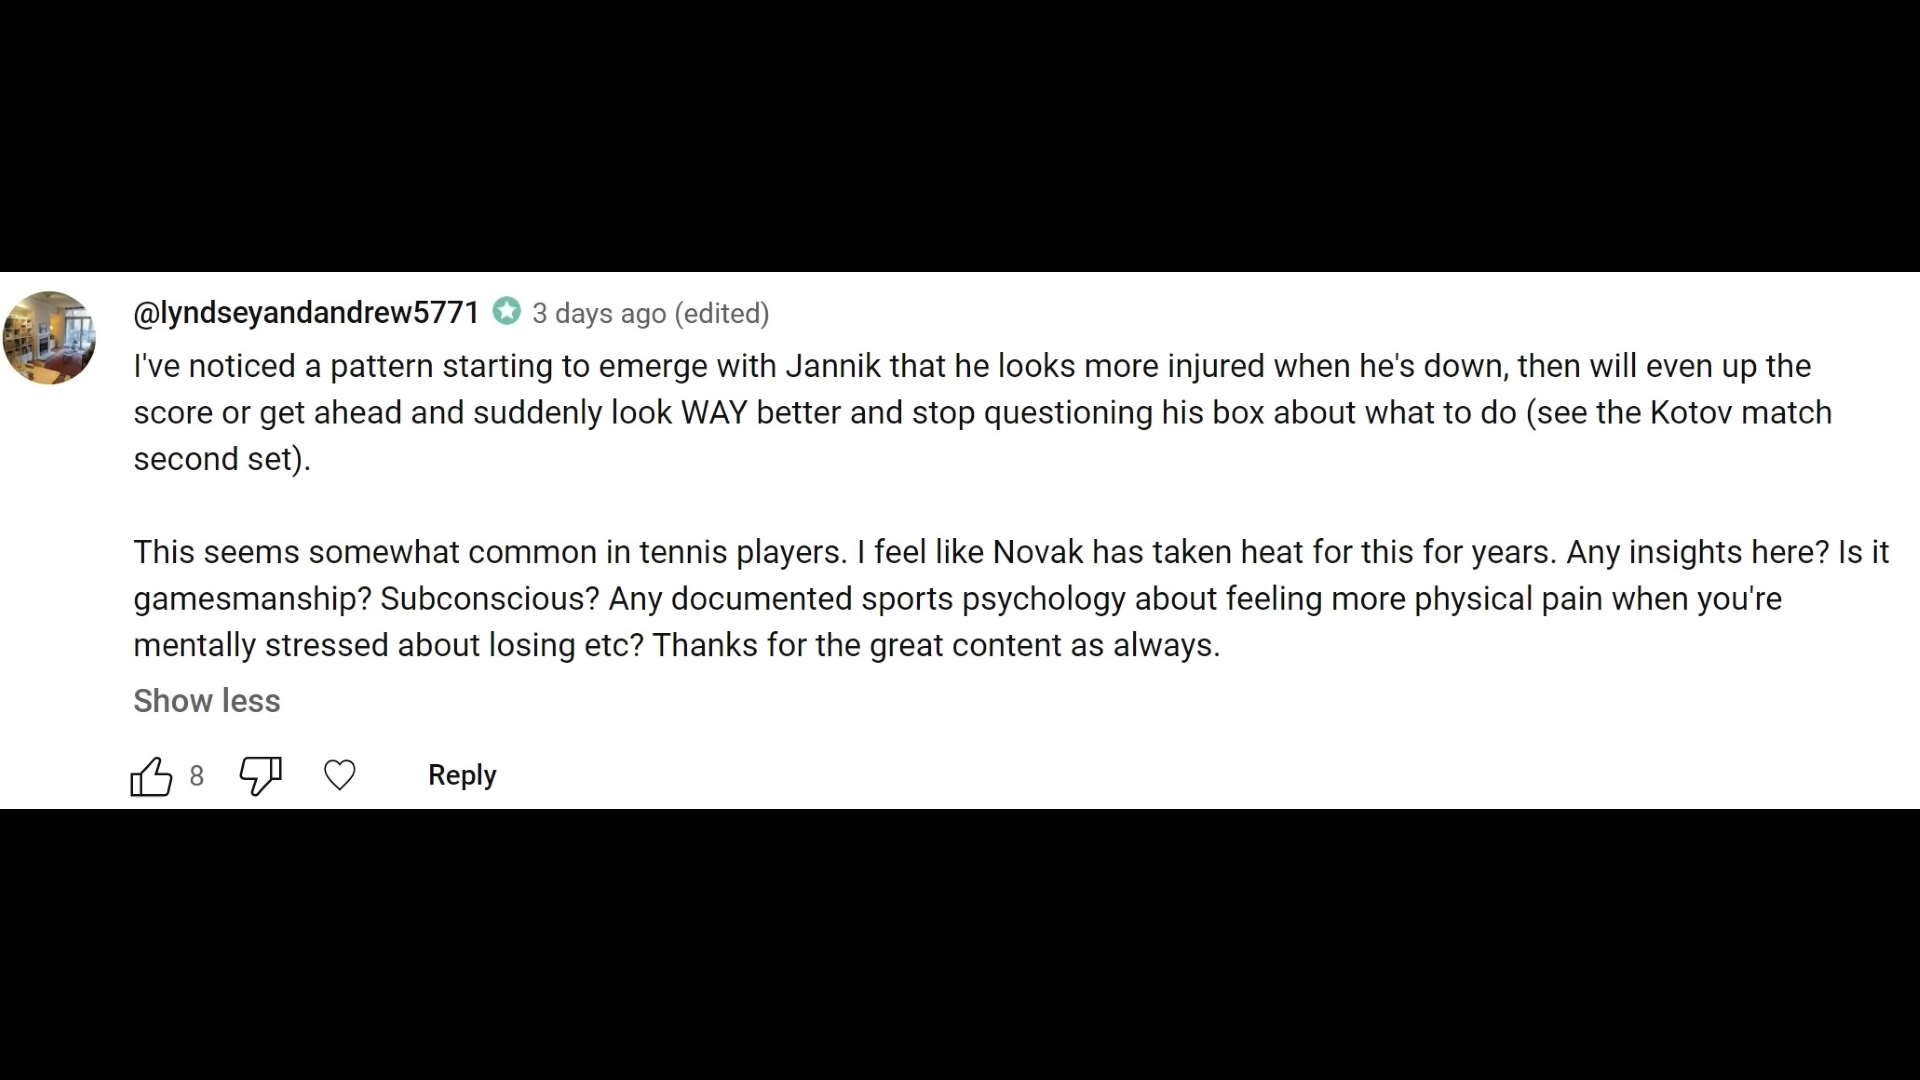 @lyndseyandandrew5771 3 days ago (edited)
I've noticed a pattern starting to emerge with Jannik that he looks more injured when he's down, then will even up the
score or get ahead and suddenly look WAY better and stop questioning his box about what to do (see the Kotov match
second set).
This seems somewhat common in tennis players. I feel like Novak has taken heat for this for years. Any insights here? Is it
gamesmanship? Subconscious? Any documented sports psychology about feeling more physical pain when you're
mentally stressed about losing etc? Thanks for the great content as always.
Show less
8 Reply